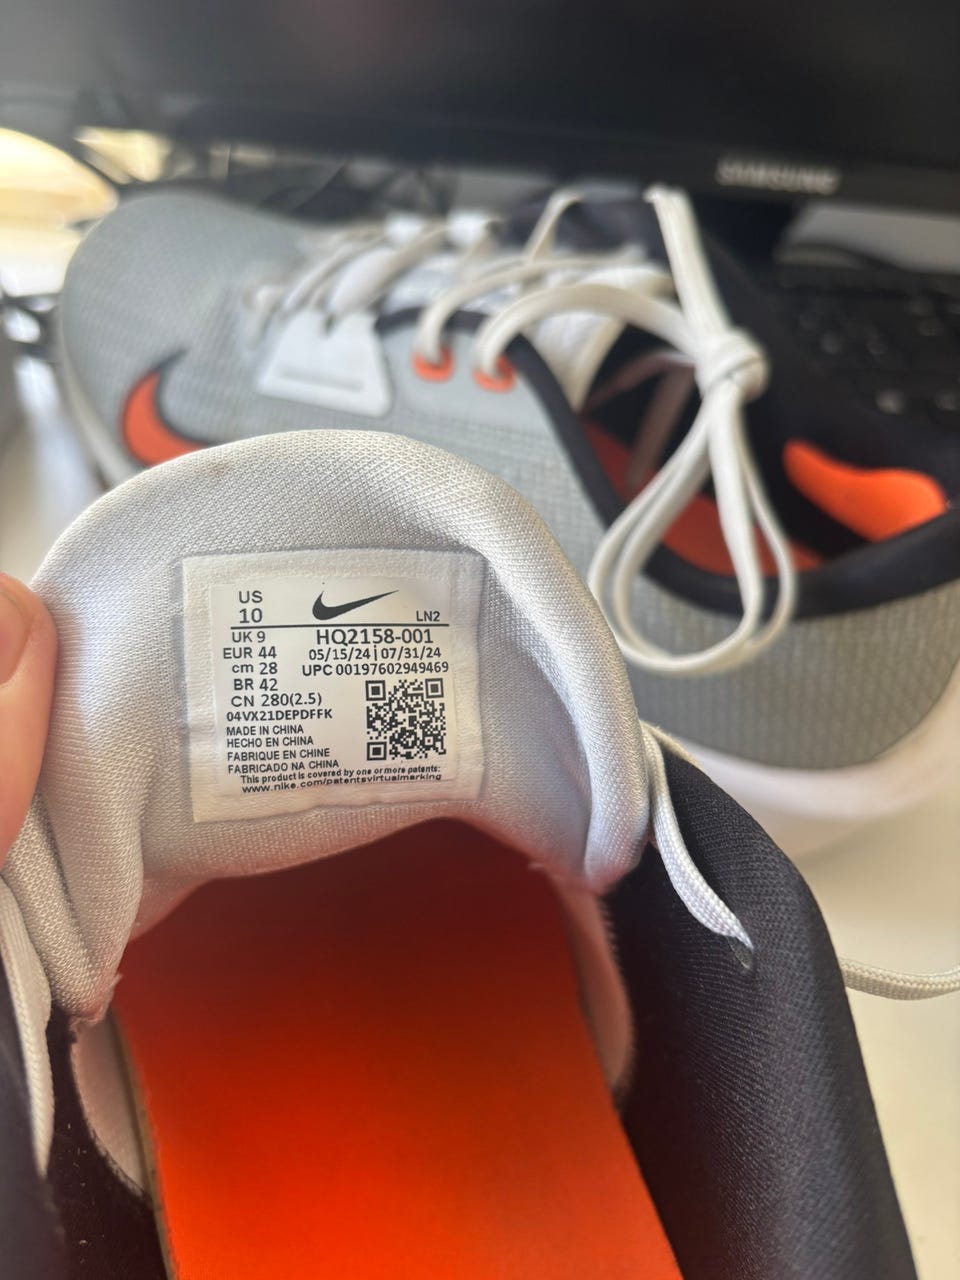 SAMSUNG
US
10
LN2
UK 9
HQ2158-001
EUR 44
05/15/24|07/31/24
cm 28
UPC 00197602949469
BR 42
CN 280(2.5)
04VX21DEPDFFK
MADE IN CHINA
HECHO EN CHINA
FABRIQUE EN CHINE
FABRICADO NA CHINA
This product is covered by one or more patents:
www.nike.com/patentsvirtualmarking